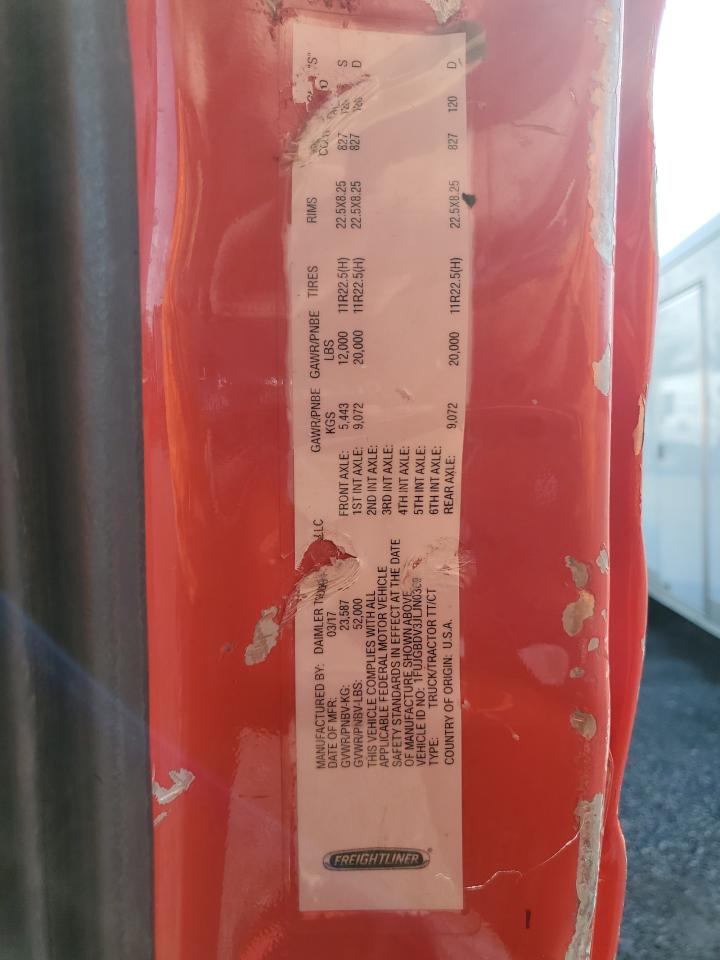 FREIGHTLINER
MANUFACTURED BY: DAIMLER LLC
DATE OF MFR: 03/17
GVWR/PNBV-KG: 23,587
GVWR/PNBV-LBS: 52,000
THIS VEHICLE COMPLIES WITH ALL
APPLICABLE FEDERAL MOTOR VEHICLE
SAFETY STANDARDS IN EFFECT AT THE DATE
OF MANUFACTURE SHOWN ABOVE.
VEHICLE ID NO.:
TYPE: TRUCK/TRACTOR TT/CT
COUNTRY OF ORIGIN: U.S.A.
GAWR/PNBE GAWR/PNBE TIRES RIMS "S"
KGS LBS
FRONT AXLE: 5,443 12,000 11R22.5(H) 22.5X8.25 827 S
1ST INT AXLE: 9,072 20,000 11R22.5(H) 22.5X8.25 827 D
2ND INT AXLE:
3RD INT AXLE:
4TH INT AXLE:
5TH INT AXLE:
6TH INT AXLE:
REAR AXLE: 9,072 20,000 11R22.5(H) 22.5X8.25 827 120 D